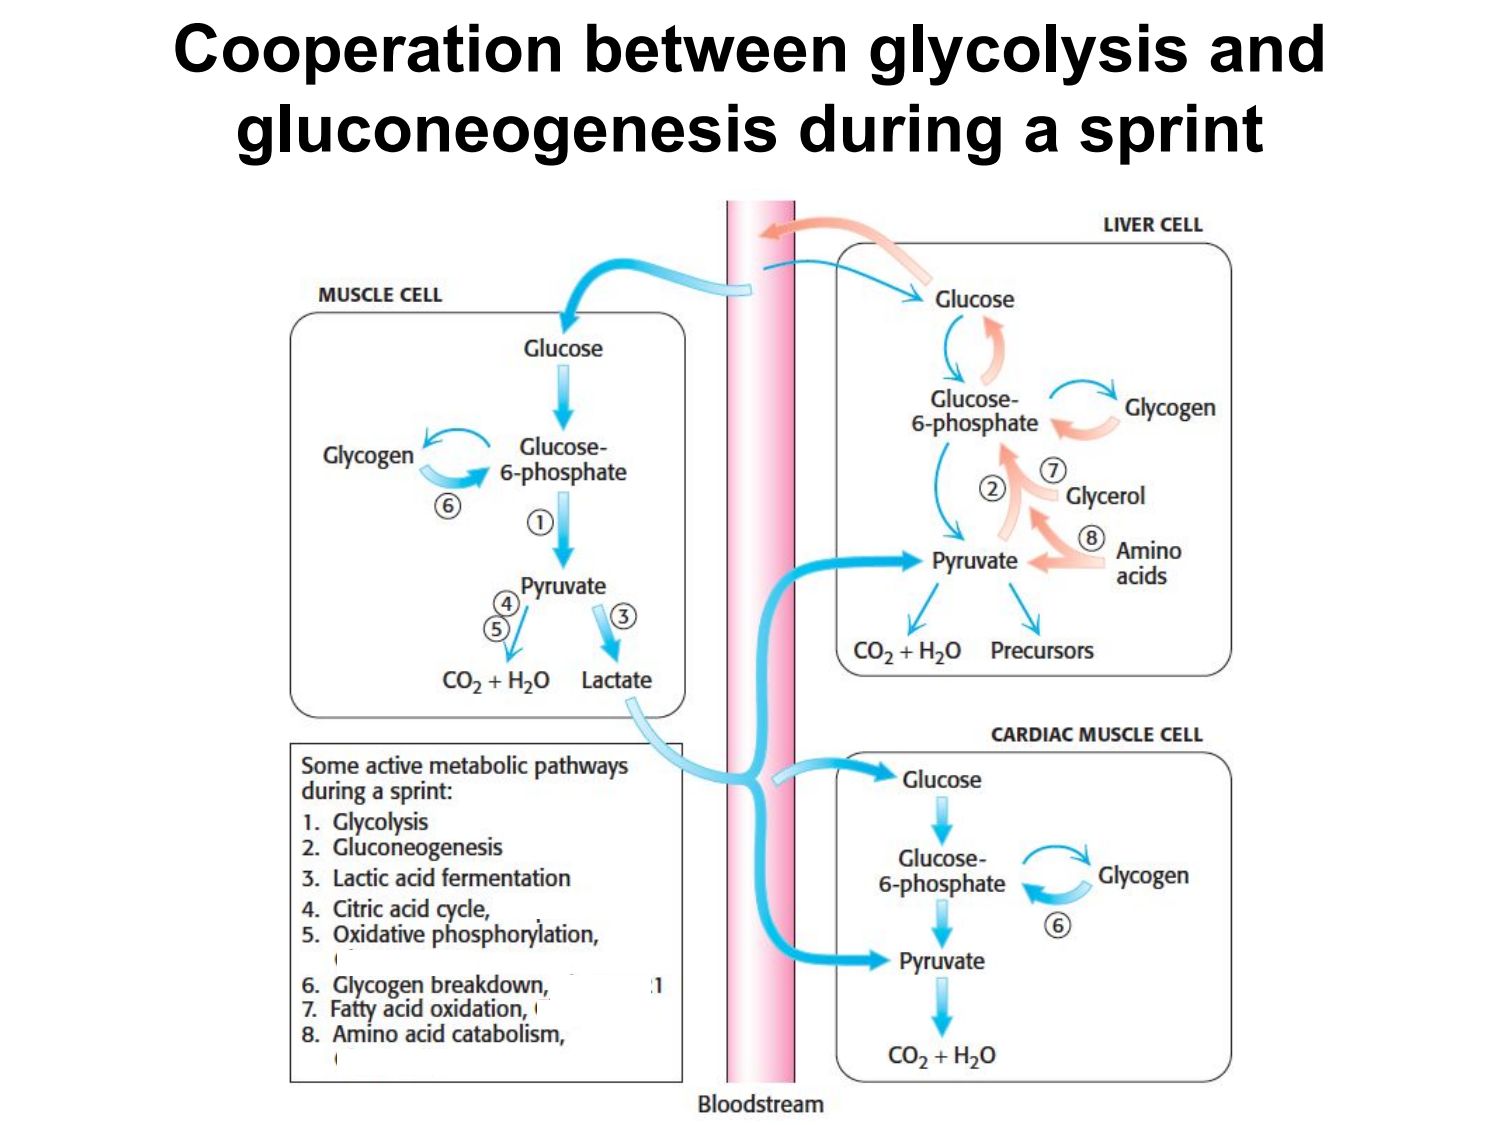 Cooperation between glycolysis and
gluconeogenesis during a sprint
LIVER CELL
MUSCLE CELL
Glucose
Glucose
Glucose-
6-phosphate
Glycogen
Glycogen
Glucose-
6-phosphate
6
1
2
7
Glycerol
8
Amino
acids
Pyruvate
Pyruvate
4
5
3
CO₂ + H₂O
Lactate
CO₂ + H₂O
Precursors
CARDIAC MUSCLE CELL
Some active metabolic pathways
during a sprint:
1. Glycolysis
2. Gluconeogenesis
3. Lactic acid fermentation
4. Citric acid cycle,
5. Oxidative phosphorylation,
6. Glycogen breakdown,
7. Fatty acid oxidation,
8. Amino acid catabolism,
Glucose
Glucose-
6-phosphate
Glycogen
6
Pyruvate
CO₂ + H₂O
Bloodstream